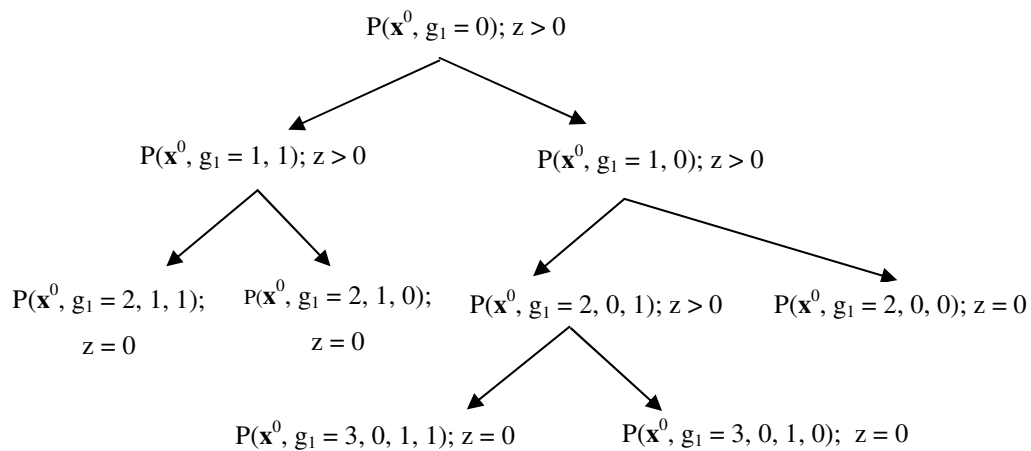 P(x⁰, g₁ = 0); z > 0
P(x⁰, g₁ = 1, 1); z > 0
P(x⁰, g₁ = 1, 0); z > 0
P(x⁰, g₁ = 2, 1, 1);
z = 0
P(x⁰, g₁ = 2, 1, 0);
z = 0
P(x⁰, g₁ = 2, 0, 1); z > 0
P(x⁰, g₁ = 2, 0, 0); z = 0
P(x⁰, g₁ = 3, 0, 1, 1); z = 0
P(x⁰, g₁ = 3, 0, 1, 0); z = 0